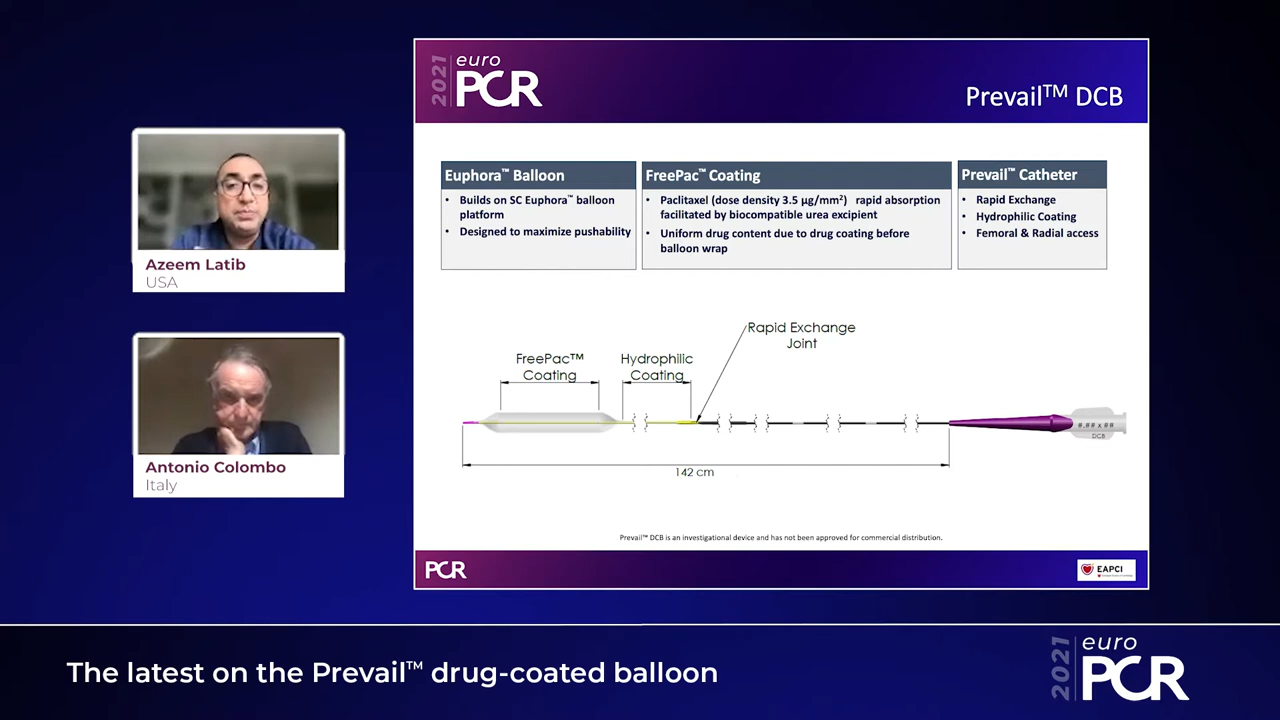 2021 euro
PCR
Prevail™ DCB
Euphora™ Balloon
• Builds on SC Euphora™ balloon
platform
• Designed to maximize pushability
FreePac™ Coating
• Paclitaxel (dose density 3.5 µg/mm²) rapid absorption
facilitated by biocompatible urea excipient
• Uniform drug content due to drug coating before
balloon wrap
Prevail™ Catheter
• Rapid Exchange
• Hydrophilic Coating
• Femoral & Radial access
Azeem Latib
USA
Antonio Colombo
Italy
Rapid Exchange
Joint
FreePac™
Coating
Hydrophilic
Coating
#.## x ##
DCB
142 cm
Prevail™ DCB is an investigational device and has not been approved for commercial distribution.
PCR
EAPCI
The latest on the Prevail™ drug-coated balloon
2021 euro
PCR